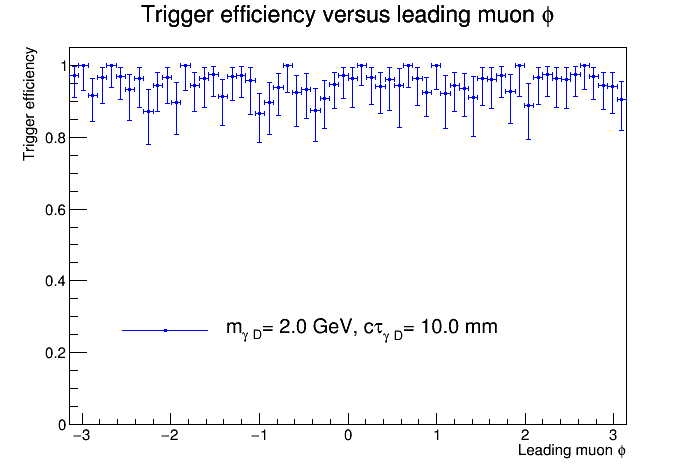 Trigger efficiency versus leading muon ϕ
Trigger efficiency
1
0.8
0.6
0.4
0.2
0
m_γ D= 2.0 GeV, cτ_γ D= 10.0 mm
−3 −2 −1 0 1 2 3
Leading muon ϕ